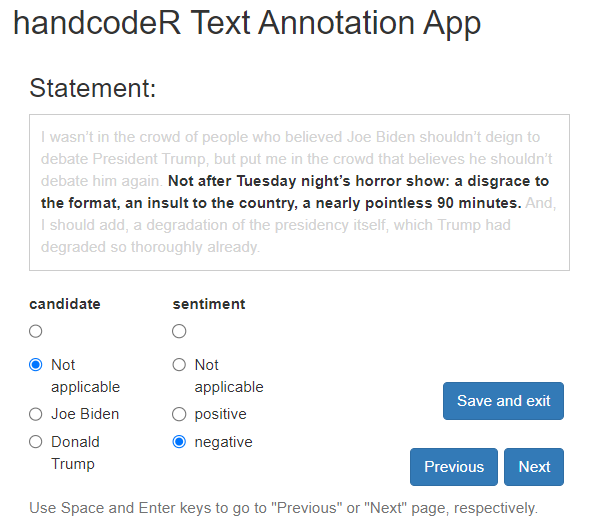 handcodeR Text Annotation App
Statement:
I wasn’t in the crowd of people who believed Joe Biden shouldn’t deign to
debate President Trump, but put me in the crowd that believes he shouldn’t
debate him again. Not after Tuesday night’s horror show: a disgrace to
the format, an insult to the country, a nearly pointless 90 minutes. And,
I should add, a degradation of the presidency itself, which Trump had
degraded so thoroughly already.
candidate
Not
applicable
Joe Biden
Donald
Trump
sentiment
Not
applicable
positive
negative
Save and exit
Previous
Next
Use Space and Enter keys to go to "Previous" or "Next" page, respectively.